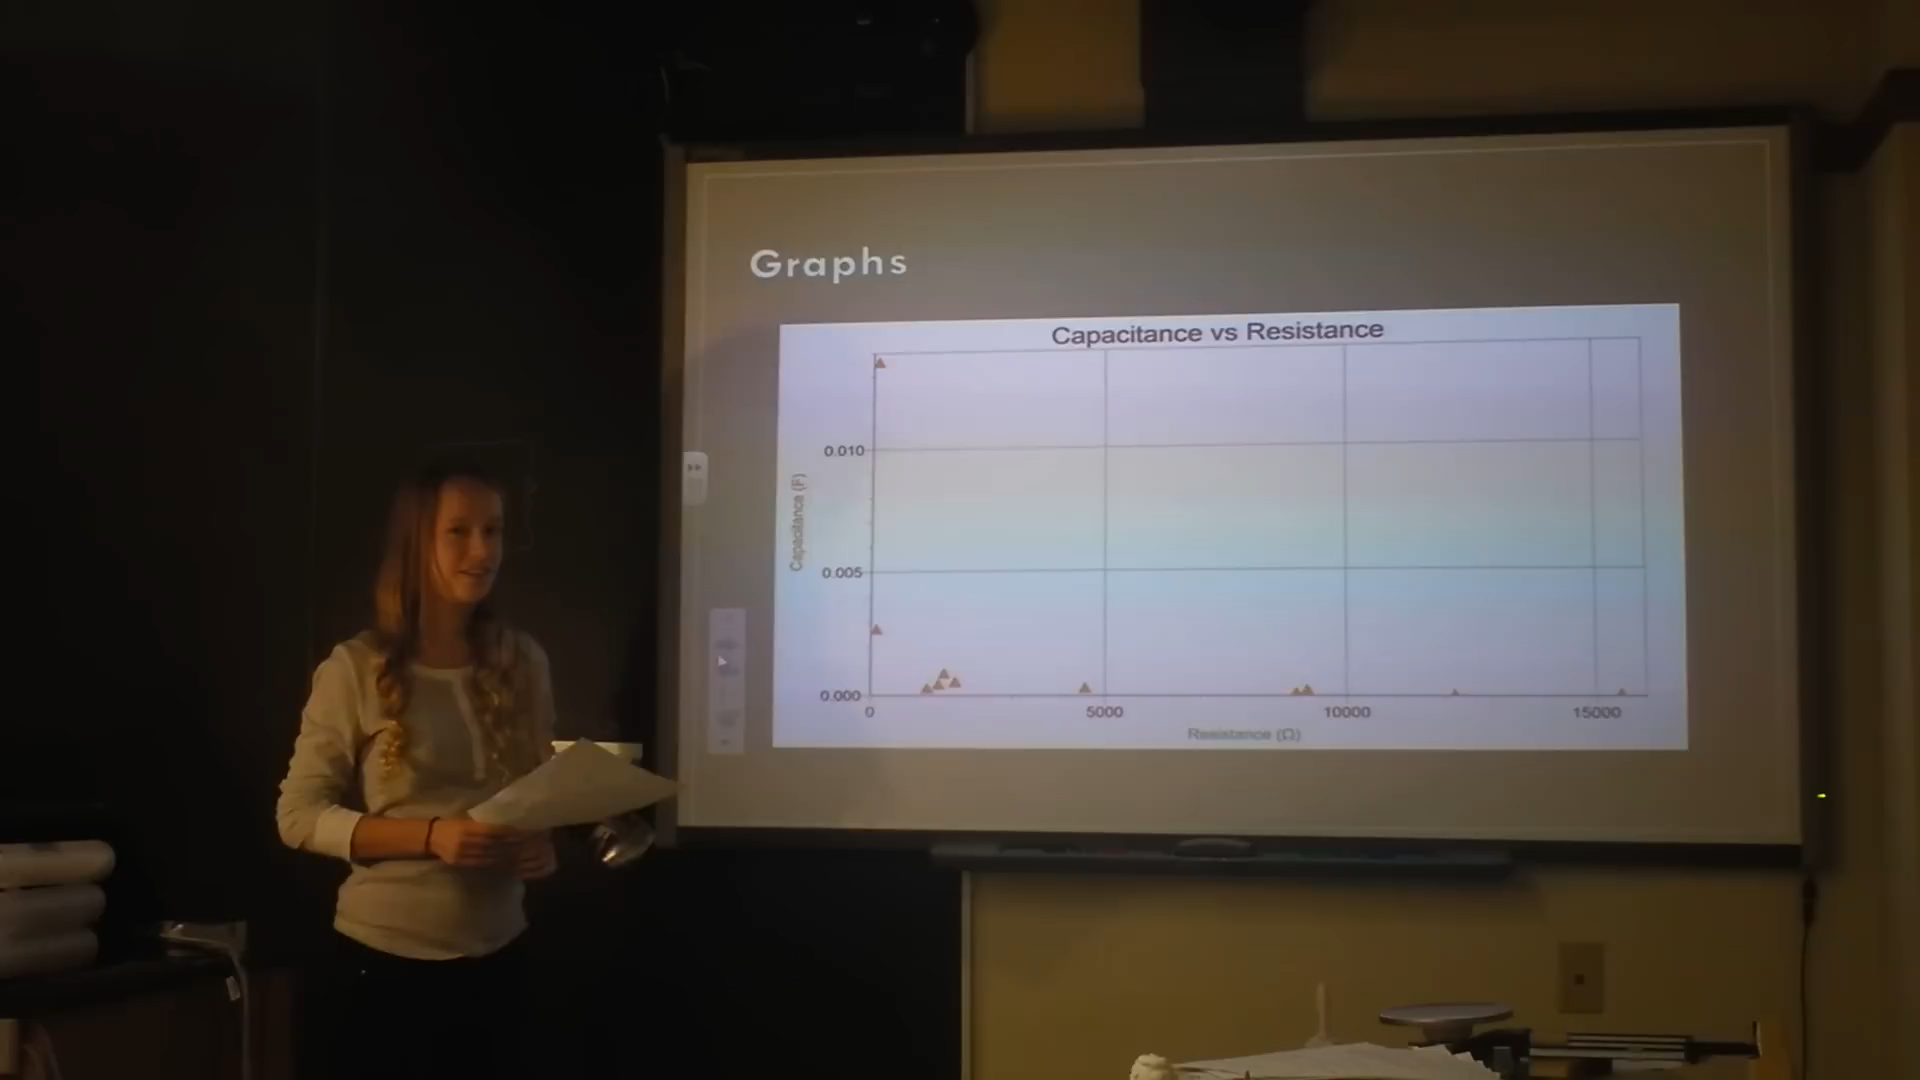 Graphs
Capacitance vs Resistance
0.010
Capacitance (F)
0.005
0.000
0
5000
10000
15000
Resistance (Ω)